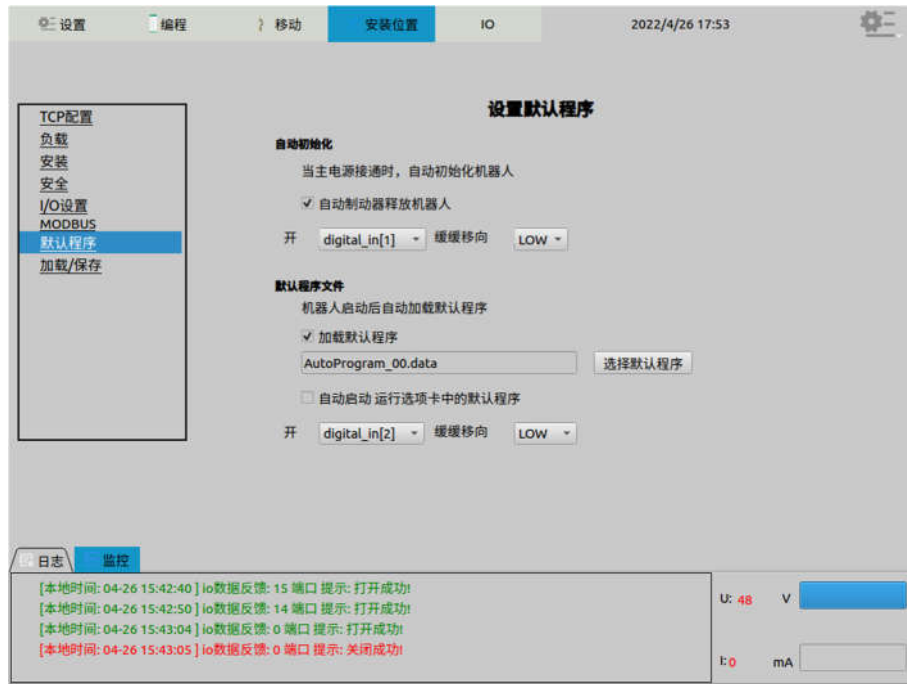 设置 编程 移动 安装位置 IO 2022/4/26 17:53
设置默认程序
TCP配置
负载
安装
安全
I/O设置
MODBUS
默认程序
加载/保存
自动初始化
当主电源接通时，自动初始化机器人
自动制动器释放机器人
开 digital_in[1] 缓缓移向 LOW
默认程序文件
机器人启动后自动加载默认程序
加载默认程序
AutoProgram_00.data 选择默认程序
自动启动 运行选项卡中的默认程序
开 digital_in[2] 缓缓移向 LOW
日志 监控
[本地时间: 04-26 15:42:40 ] io数据反馈: 15 端口 提示: 打开成功!
[本地时间: 04-26 15:42:50 ] io数据反馈: 14 端口 提示: 打开成功!
[本地时间: 04-26 15:43:04 ] io数据反馈: 0 端口 提示: 打开成功!
[本地时间: 04-26 15:43:05 ] io数据反馈: 0 端口 提示: 关闭成功!
U: 48 V
I: 0 mA